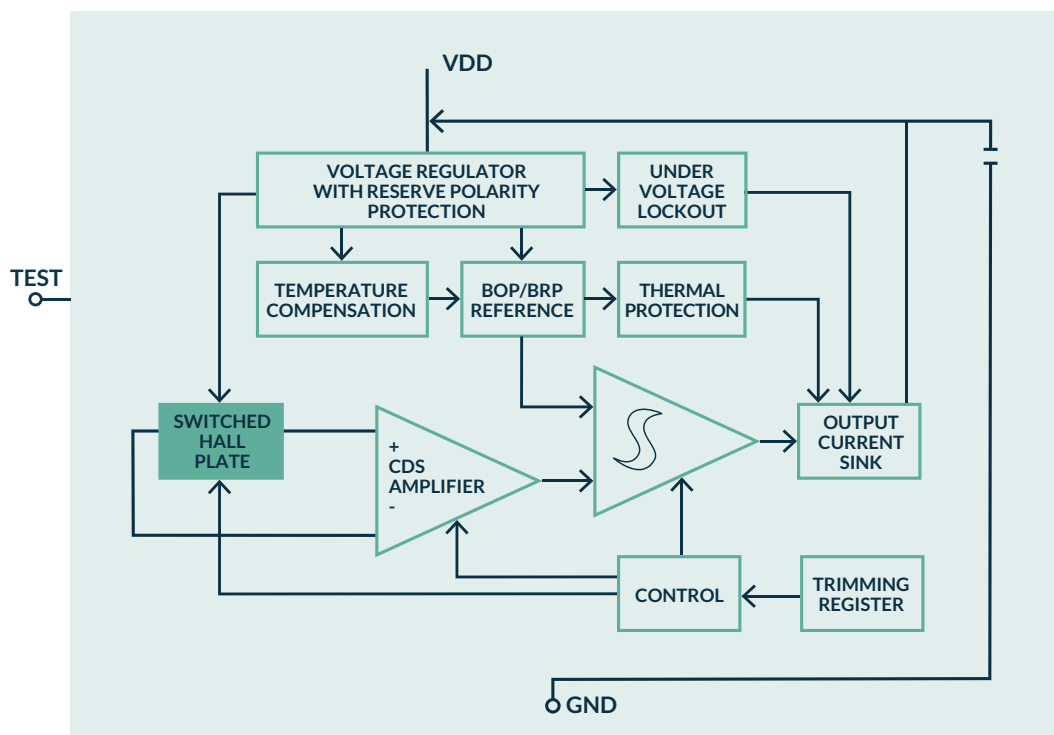 VDD
VOLTAGE REGULATOR
WITH RESERVE POLARITY
PROTECTION
UNDER
VOLTAGE
LOCKOUT
TEST
TEMPERATURE
COMPENSATION
BOP/BRP
REFERENCE
THERMAL
PROTECTION
SWITCHED
HALL
PLATE
+
CDS
AMPLIFIER
-
OUTPUT
CURRENT
SINK
CONTROL
TRIMMING
REGISTER
GND